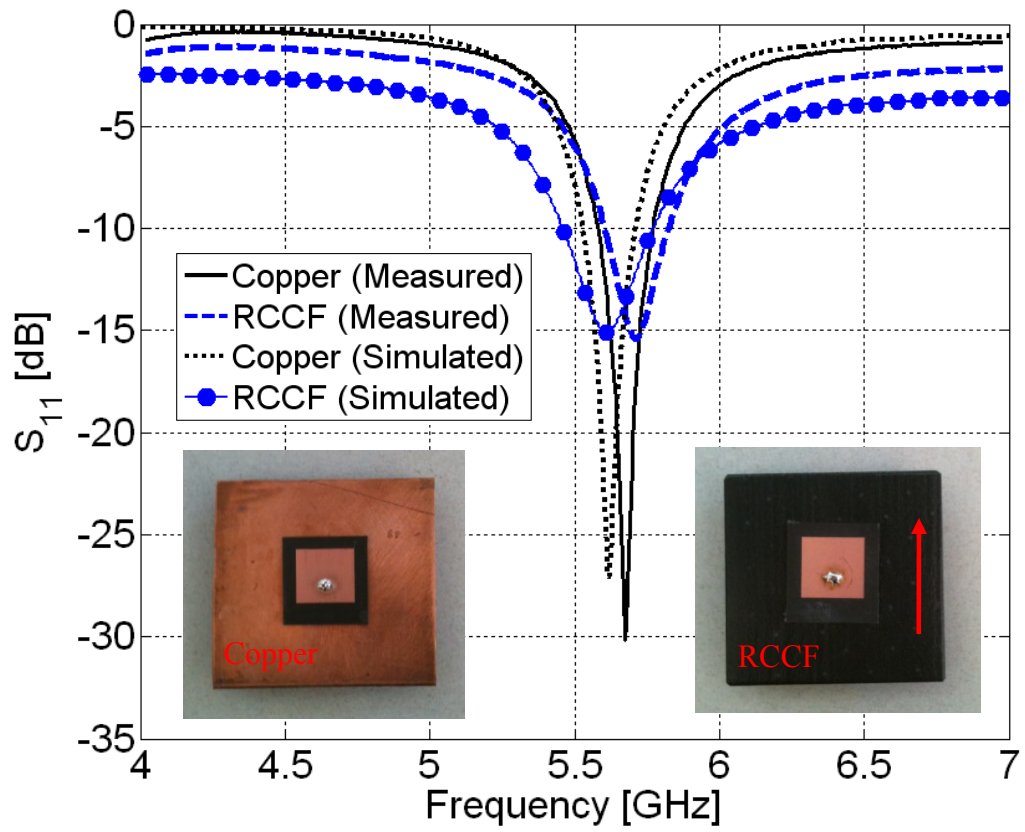 0
-5
-10
-15
-20
-25
-30
-35
S11 [dB]
Copper (Measured)
RCCF (Measured)
Copper (Simulated)
RCCF (Simulated)
Copper
RCCF
4
4.5
5
5.5
6
6.5
7
Frequency [GHz]